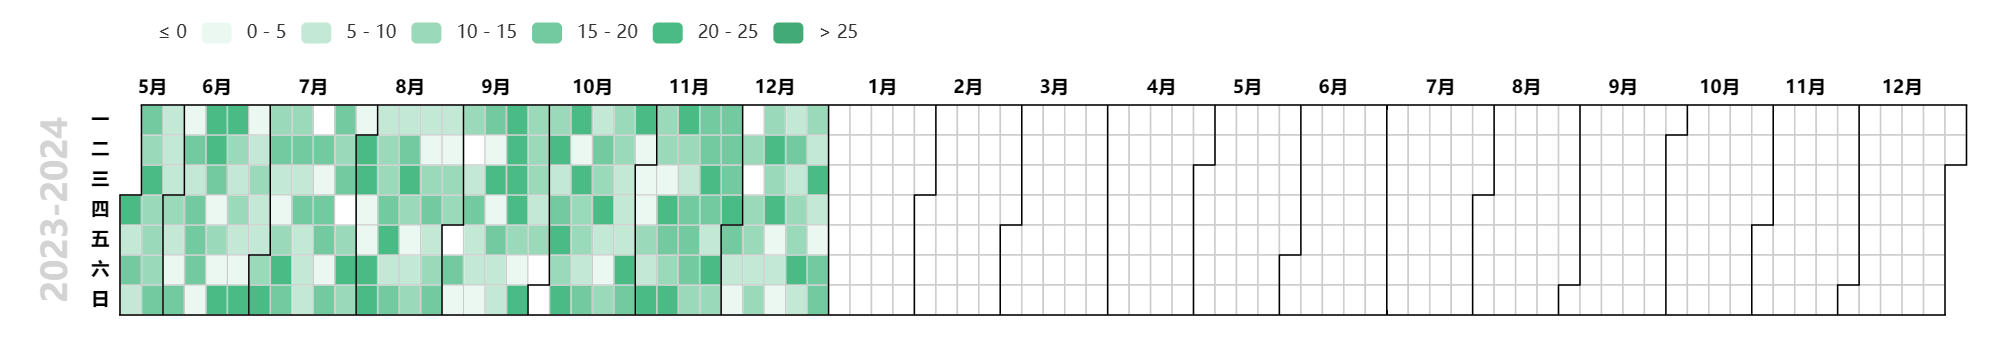 ≤ 0 0 - 5 5 - 10 10 - 15 15 - 20 20 - 25 > 25
5月 6月 7月 8月 9月 10月 11月 12月 1月 2月 3月 4月 5月 6月 7月 8月 9月 10月 11月 12月
2023-2024
一
二
三
四
五
六
日